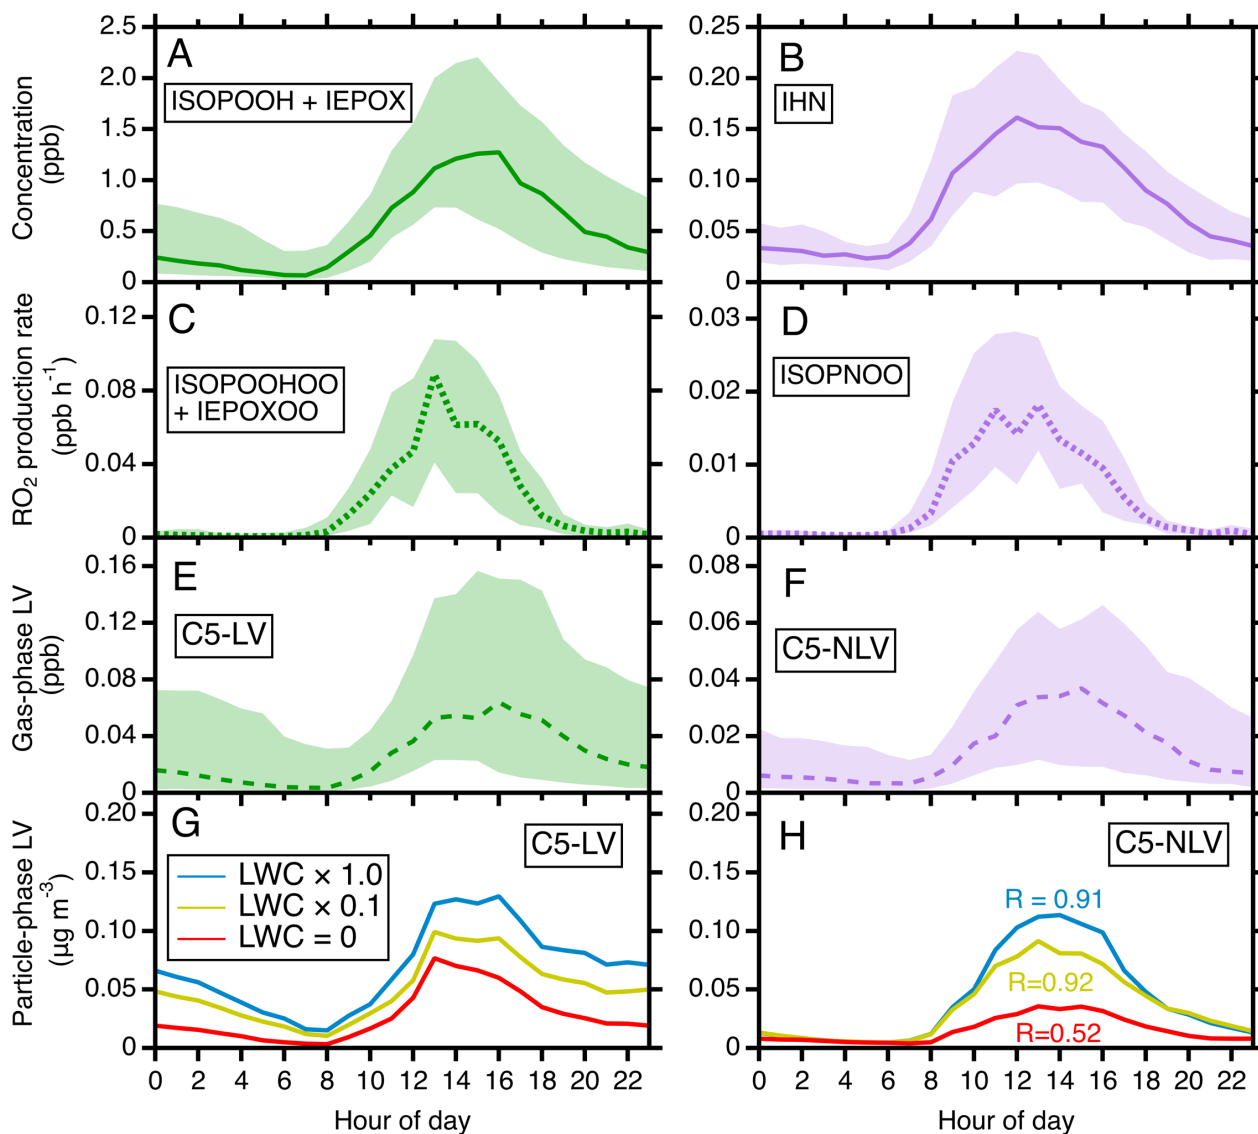 A
B
ISOPOOH + IEPOX
IHN
Concentration
(ppb)
2.5
2.0
1.5
1.0
0.5
0
0.25
0.20
0.15
0.10
0.05
0
C
D
ISOPOOHOO
+ IEPOXOO
ISOPNOO
RO₂ production rate
(ppb h⁻¹)
0.12
0.08
0.04
0
0.03
0.02
0.01
0
E
F
C5-LV
C5-NLV
Gas-phase LV
(ppb)
0.16
0.12
0.08
0.04
0
0.08
0.06
0.04
0.02
0
G
H
C5-LV
C5-NLV
LWC × 1.0
LWC × 0.1
LWC = 0
R = 0.91
R=0.92
R=0.52
Particle-phase LV
(µg m⁻³)
0.20
0.15
0.10
0.05
0
0.20
0.15
0.10
0.05
0
0 2 4 6 8 10 12 14 16 18 20 22
0 2 4 6 8 10 12 14 16 18 20 22
Hour of day
Hour of day